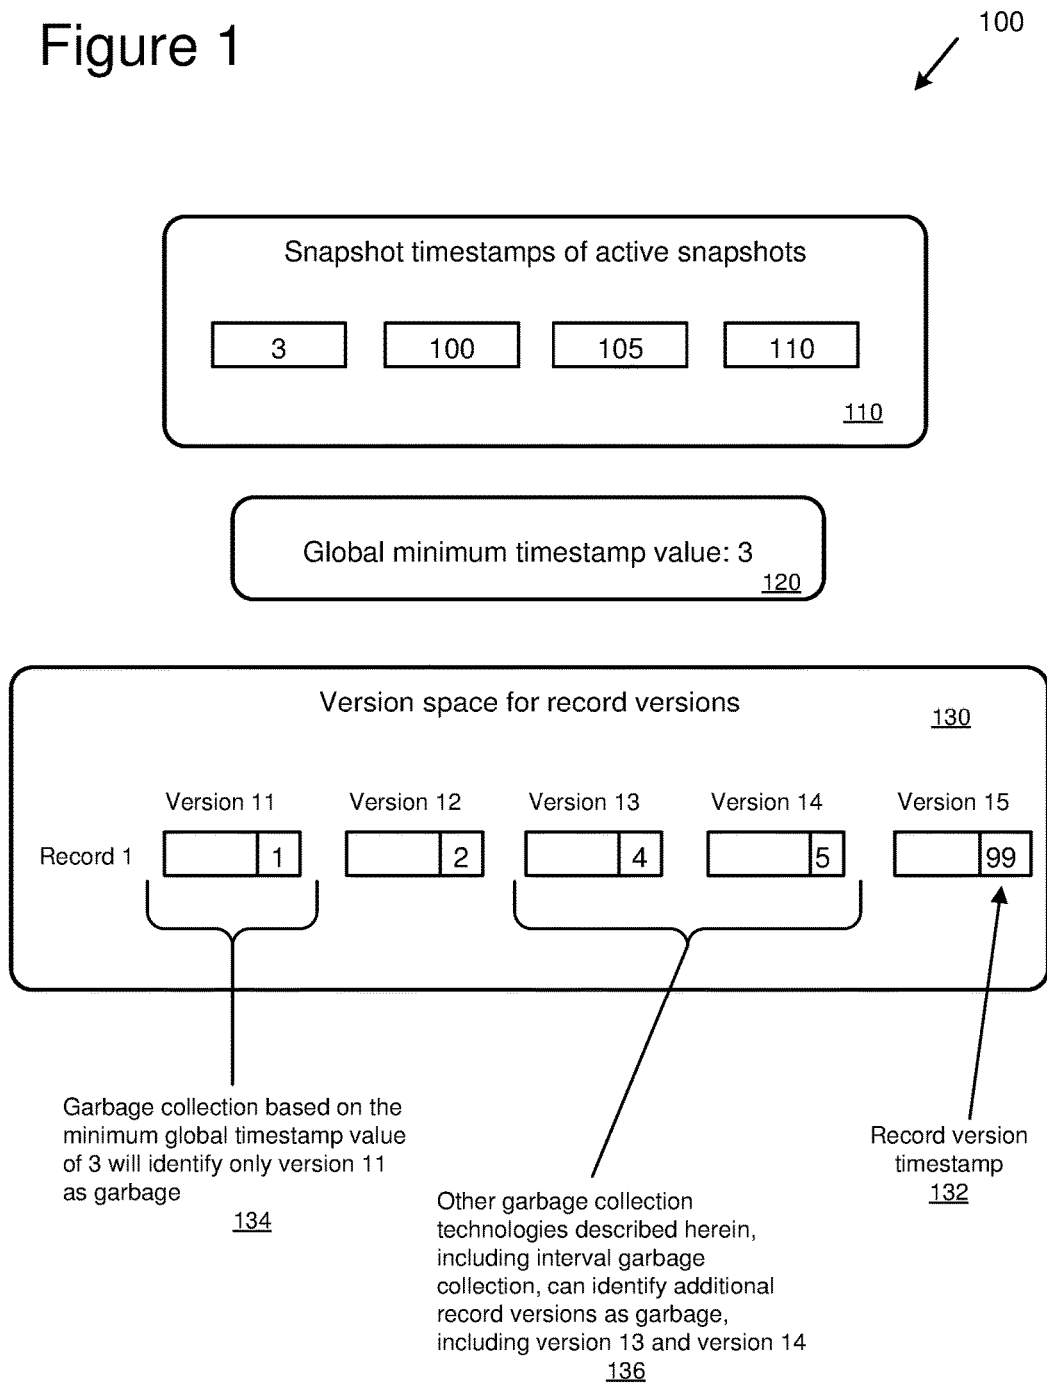 Figure 1
100
Snapshot timestamps of active snapshots
3 100 105 110
110
Global minimum timestamp value: 3
120
Version space for record versions
130
Version 11 Version 12 Version 13 Version 14 Version 15
Record 1 1 2 4 5 99
Garbage collection based on the
minimum global timestamp value
of 3 will identify only version 11
as garbage
134
Other garbage collection
technologies described herein,
including interval garbage
collection, can identify additional
record versions as garbage,
including version 13 and version 14
136
Record version
timestamp
132